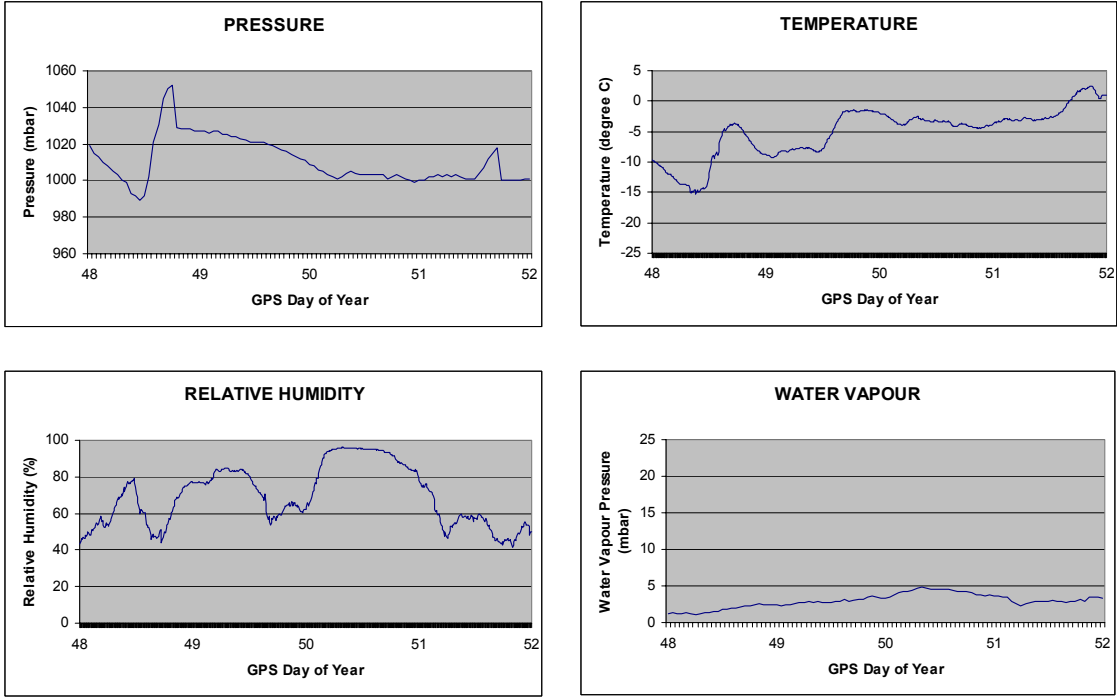 PRESSURE
1060
1040
1020
1000
980
960
Pressure (mbar)
48 49 50 51 52
GPS Day of Year
TEMPERATURE
5
0
-5
-10
-15
-20
-25
Temperature (degree C)
48 49 50 51 52
GPS Day of Year
RELATIVE HUMIDITY
100
80
60
40
20
0
Relative Humidity (%)
48 49 50 51 52
GPS Day of Year
WATER VAPOUR
25
20
15
10
5
0
Water Vapour Pressure
(mbar)
48 49 50 51 52
GPS Day of Year